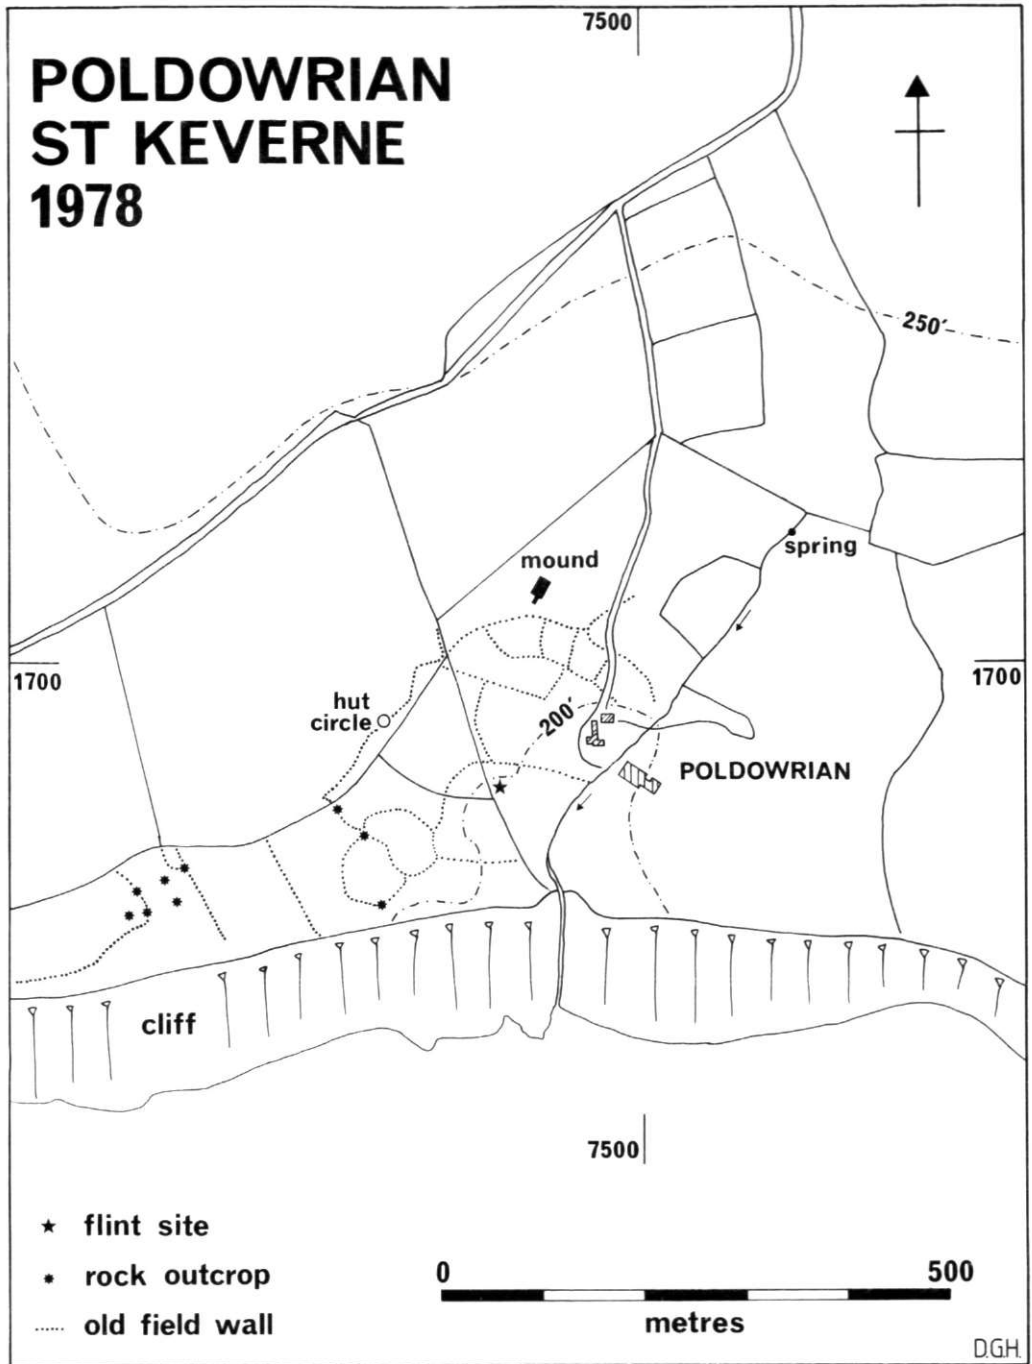 POLDOWRIAN
ST KEVERNE
1978
7500
250′
spring
mound
1700
1700
hut
circle
200′
POLDOWRIAN
cliff
7500
flint site
rock outcrop
old field wall
0 500
metres
D.G.H.